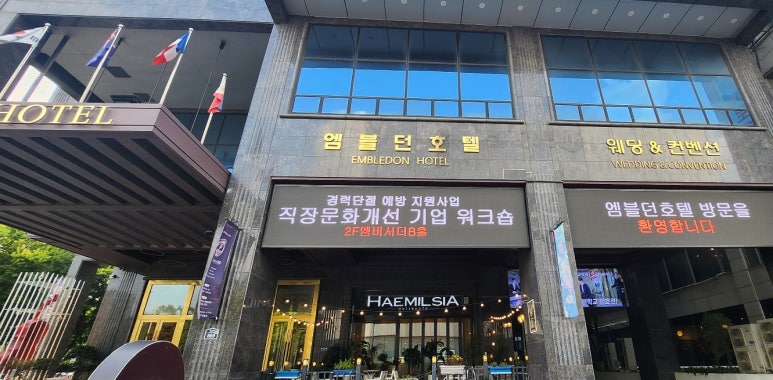 HOTEL
엠블던호텔
EMBLEDON HOTEL
웨딩 & 컨벤션
WEDDING & CONVENTION
경력단절 예방 지원사업
직장문화개선 기업 워크숍
2F앰버서더B홀
엠블던호텔 방문을
환영합니다
HAEMILSIA